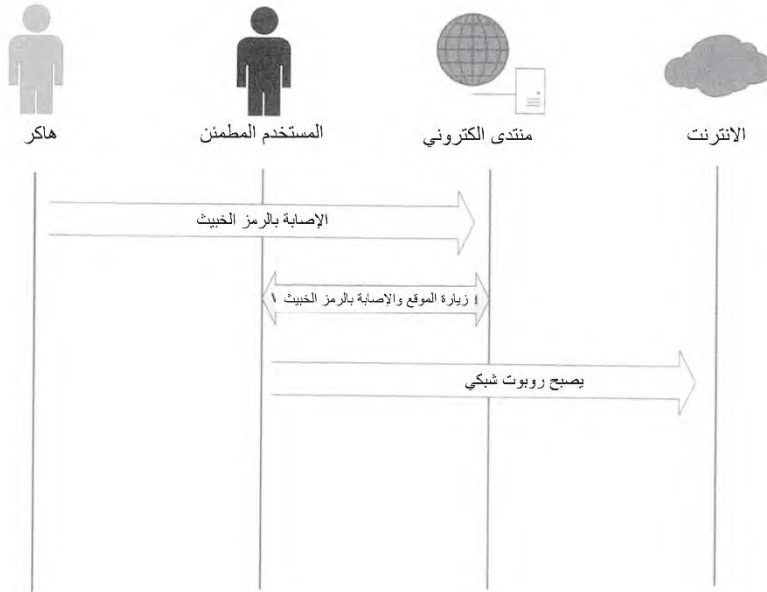 الانترنت
منتدى الكتروني
المستخدم المطمئن
هاكر
الإصابة بالرمز الخبيث
زيارة الموقع والإصابة بالرمز الخبيث
يصبح روبوت شبكي